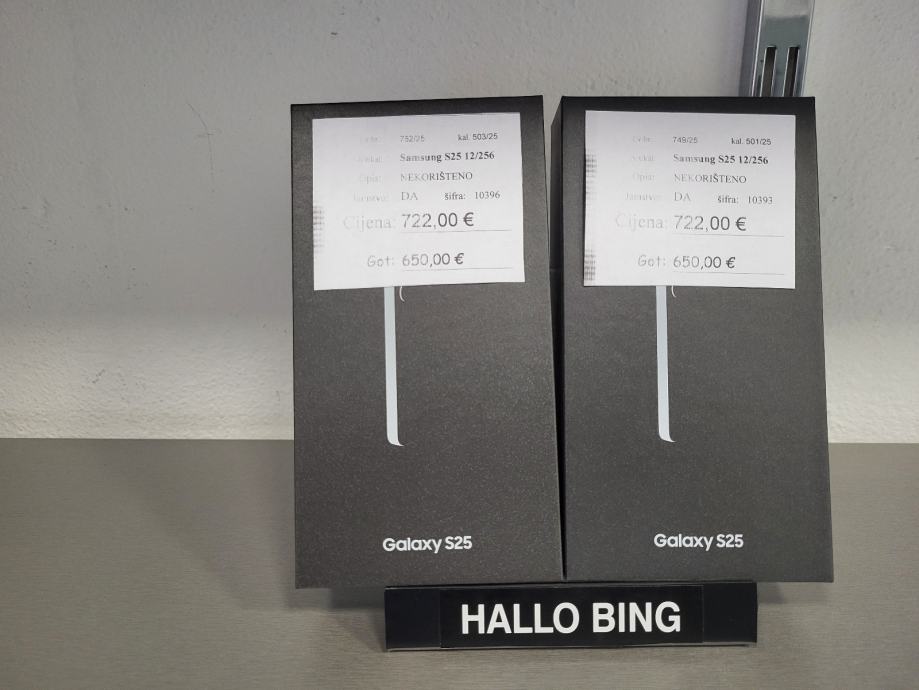 752/25 kal. 503/25
Samsung S25 12/256
Opis: NEKORIŠTENO
DA šifra: 10396
Cijena: 722,00 €
Got: 650,00 €
Galaxy S25
749/25 kal. 501/25
Samsung S25 12/256
Opis: NEKORIŠTENO
DA šifra: 10393
Cijena: 722,00 €
Got: 650,00 €
Galaxy S25
HALLO BING